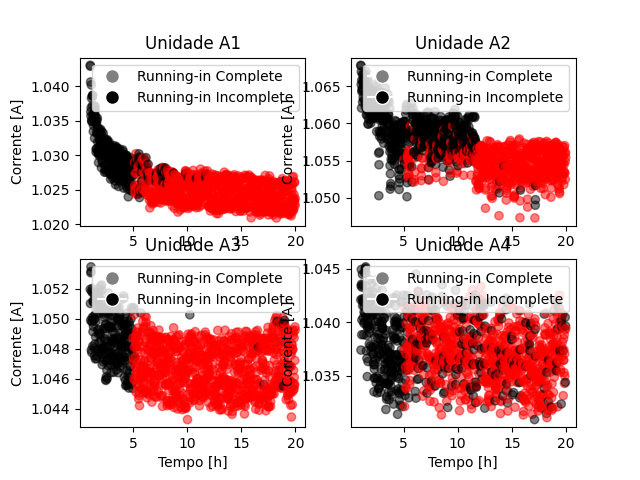 Unidade A1
Unidade A2
Corrente [A]
1.040
1.035
1.030
1.025
1.020
5
10
15
20
Running-in Complete
Running-in Incomplete
Corrente [A]
1.065
1.060
1.055
1.050
5
10
15
20
Running-in Complete
Running-in Incomplete
Unidade A3
Unidade A4
Corrente [A]
1.052
1.050
1.048
1.046
1.044
5
10
15
20
Tempo [h]
Running-in Complete
Running-in Incomplete
Corrente [A]
1.045
1.040
1.035
5
10
15
20
Tempo [h]
Running-in Complete
Running-in Incomplete